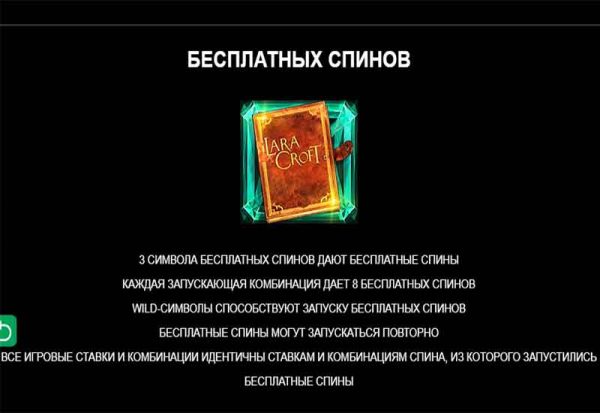 БЕСПЛАТНЫХ СПИНОВ
LARA
CROFT
3 СИМВОЛА БЕСПЛАТНЫХ СПИНОВ ДАЮТ БЕСПЛАТНЫЕ СПИНЫ
КАЖДАЯ ЗАПУСКАЮЩАЯ КОМБИНАЦИЯ ДАЕТ 8 БЕСПЛАТНЫХ СПИНОВ
WILD-СИМВОЛЫ СПОСОБСТВУЮТ ЗАПУСКУ БЕСПЛАТНЫХ СПИНОВ
БЕСПЛАТНЫЕ СПИНЫ МОГУТ ЗАПУСКАТЬСЯ ПОВТОРНО
ВСЕ ИГРОВЫЕ СТАВКИ И КОМБИНАЦИИ ИДЕНТИЧНЫ СТАВКАМ И КОМБИНАЦИЯМ СПИНА, ИЗ КОТОРОГО ЗАПУСТИЛИСЬ
БЕСПЛАТНЫЕ СПИНЫ